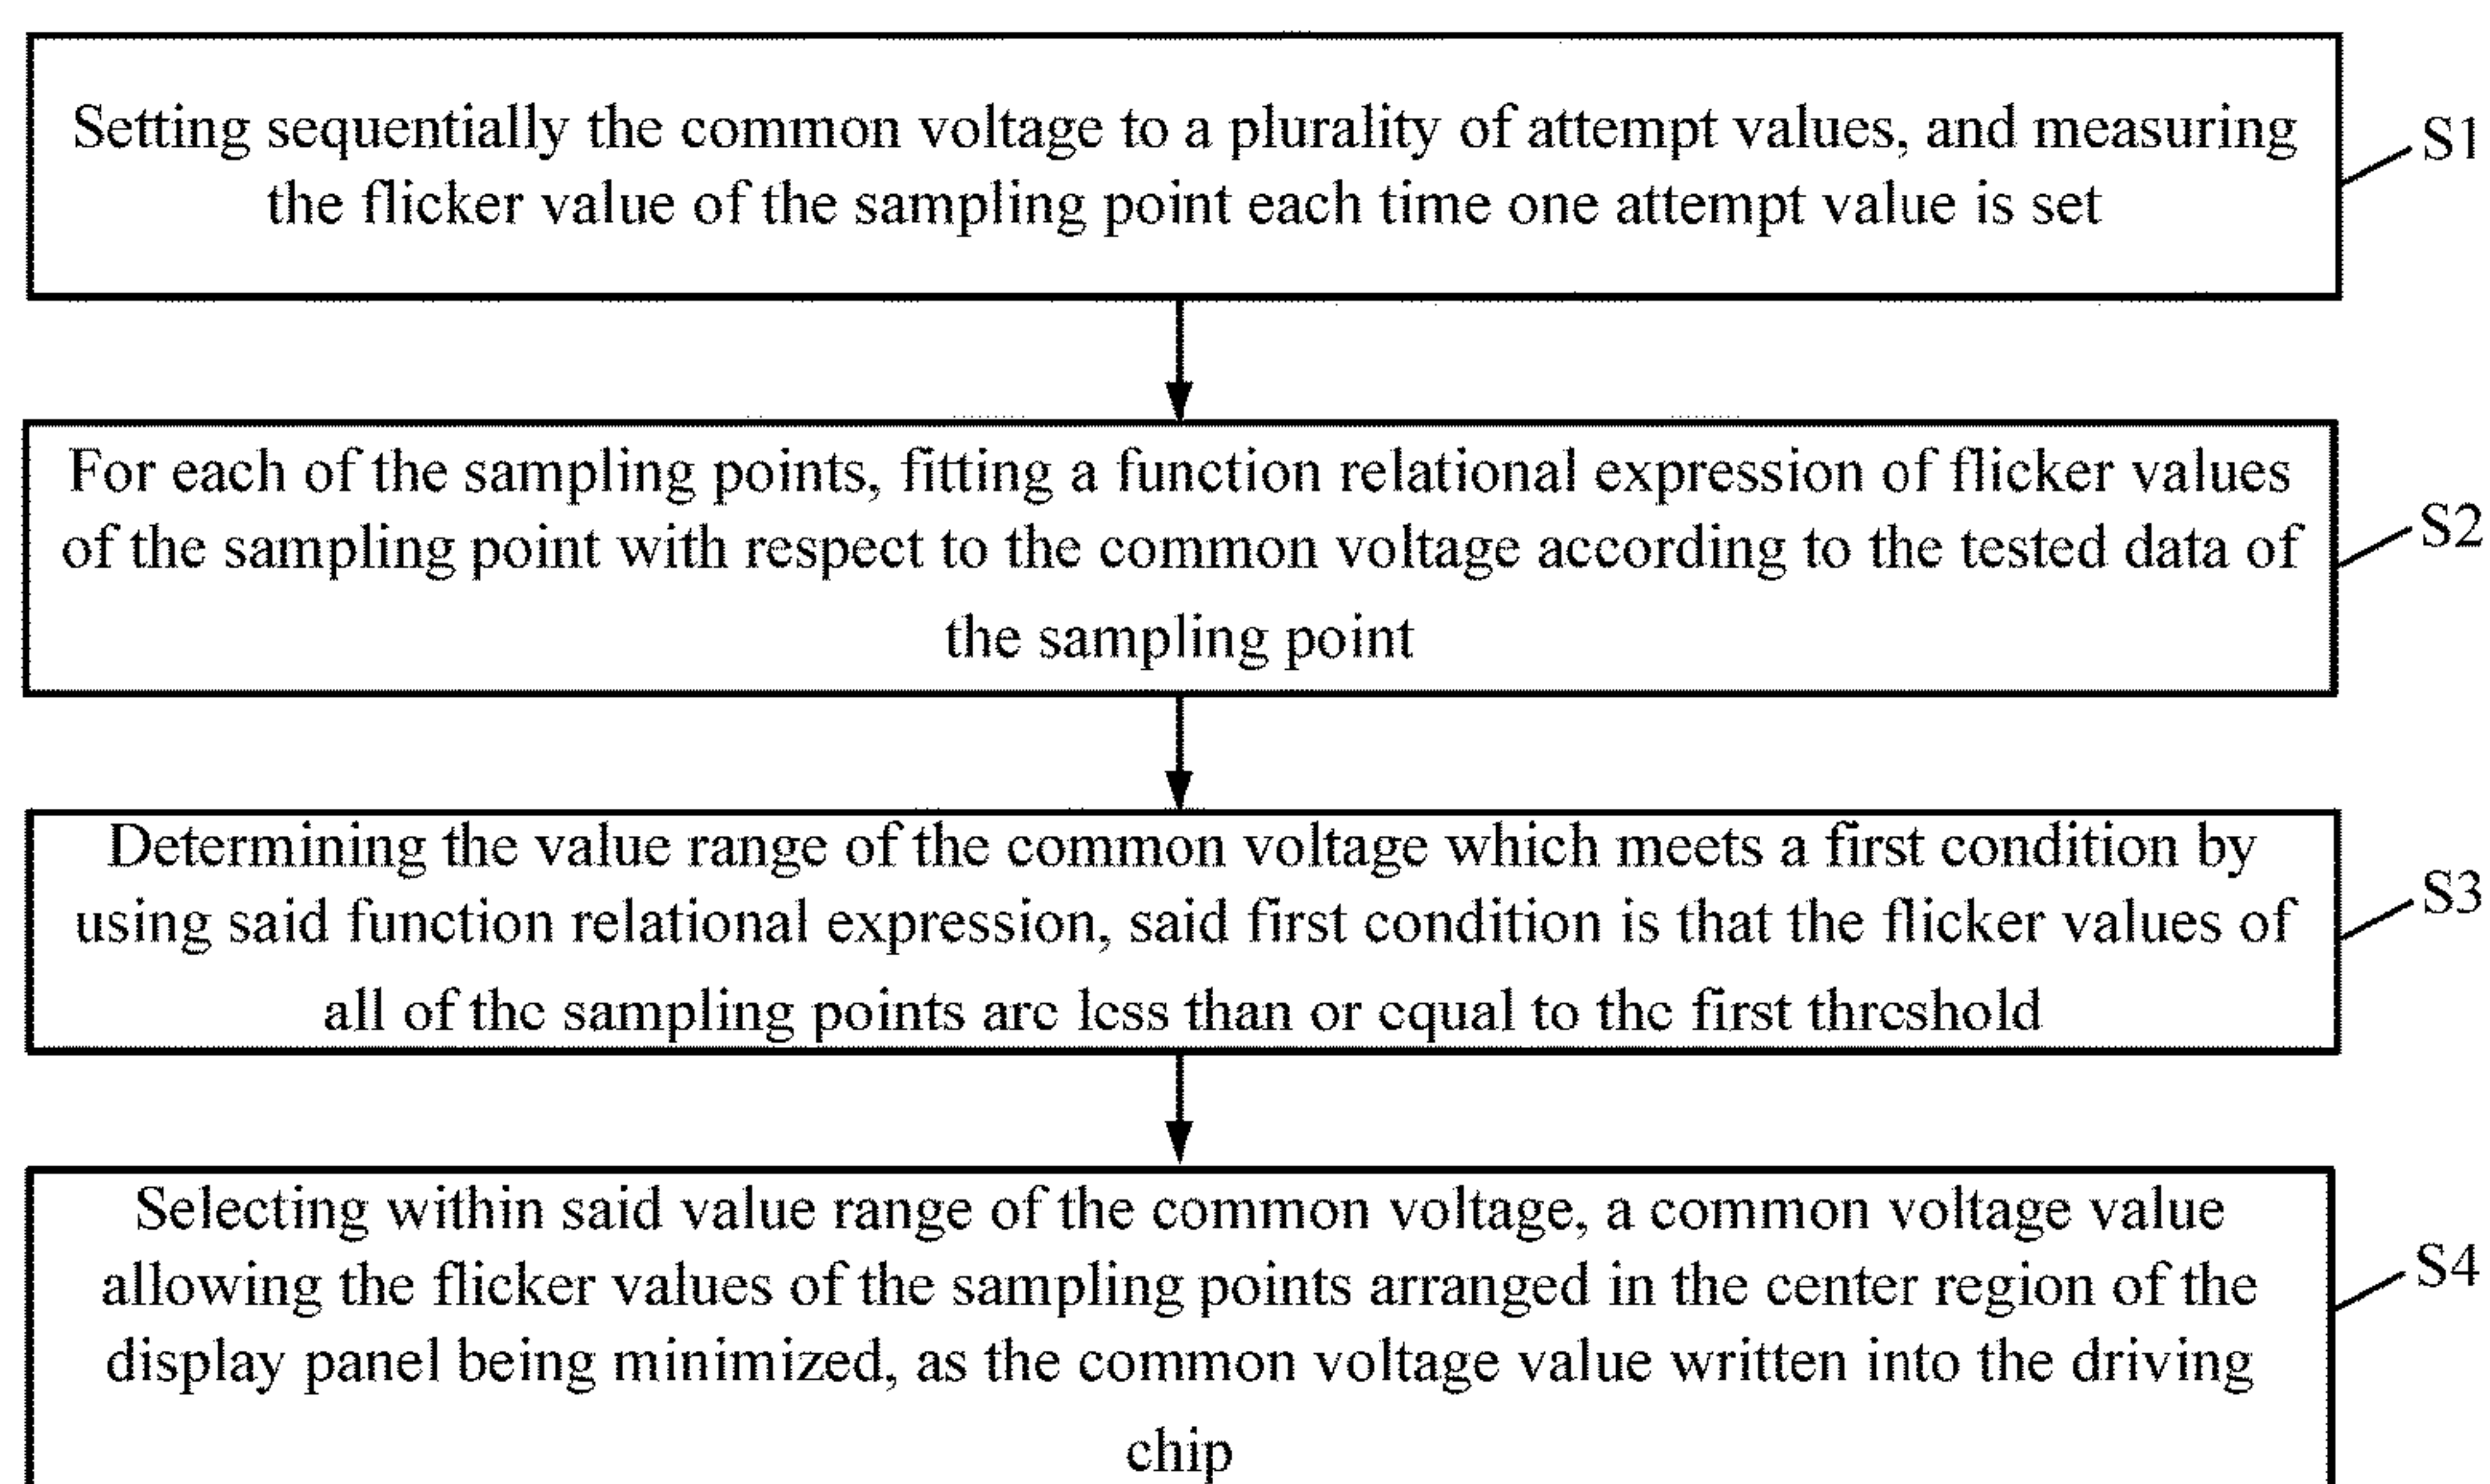 Setting sequentially the common voltage to a plurality of attempt values, and measuring
the flicker value of the sampling point each time one attempt value is set
S1
For each of the sampling points, fitting a function relational expression of flicker values
of the sampling point with respect to the common voltage according to the tested data of
the sampling point
S2
Determining the value range of the common voltage which meets a first condition by
using said function relational expression, said first condition is that the flicker values of
all of the sampling points are less than or equal to the first threshold
S3
Selecting within said value range of the common voltage, a common voltage value
allowing the flicker values of the sampling points arranged in the center region of the
display panel being minimized, as the common voltage value written into the driving
chip
S4